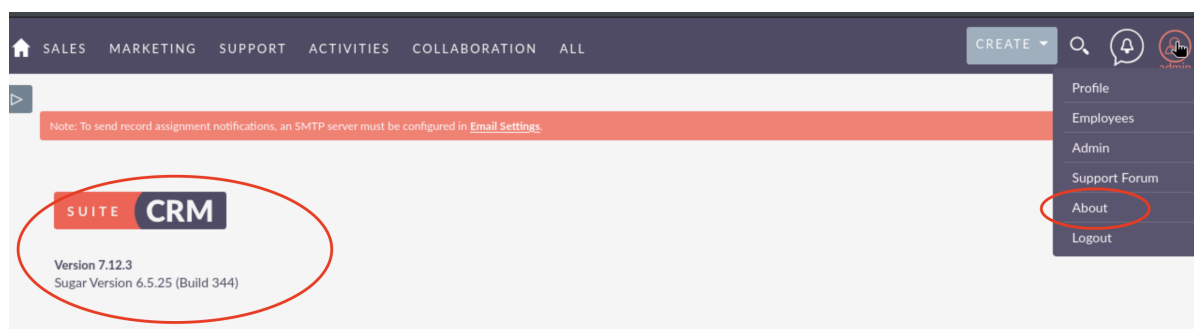 SALES MARKETING SUPPORT ACTIVITIES COLLABORATION ALL CREATE
admin
Profile
Employees
Admin
Support Forum
About
Logout
Note: To send record assignment notifications, an SMTP server must be configured in Email Settings.
SUITE CRM
Version 7.12.3
Sugar Version 6.5.25 (Build 344)